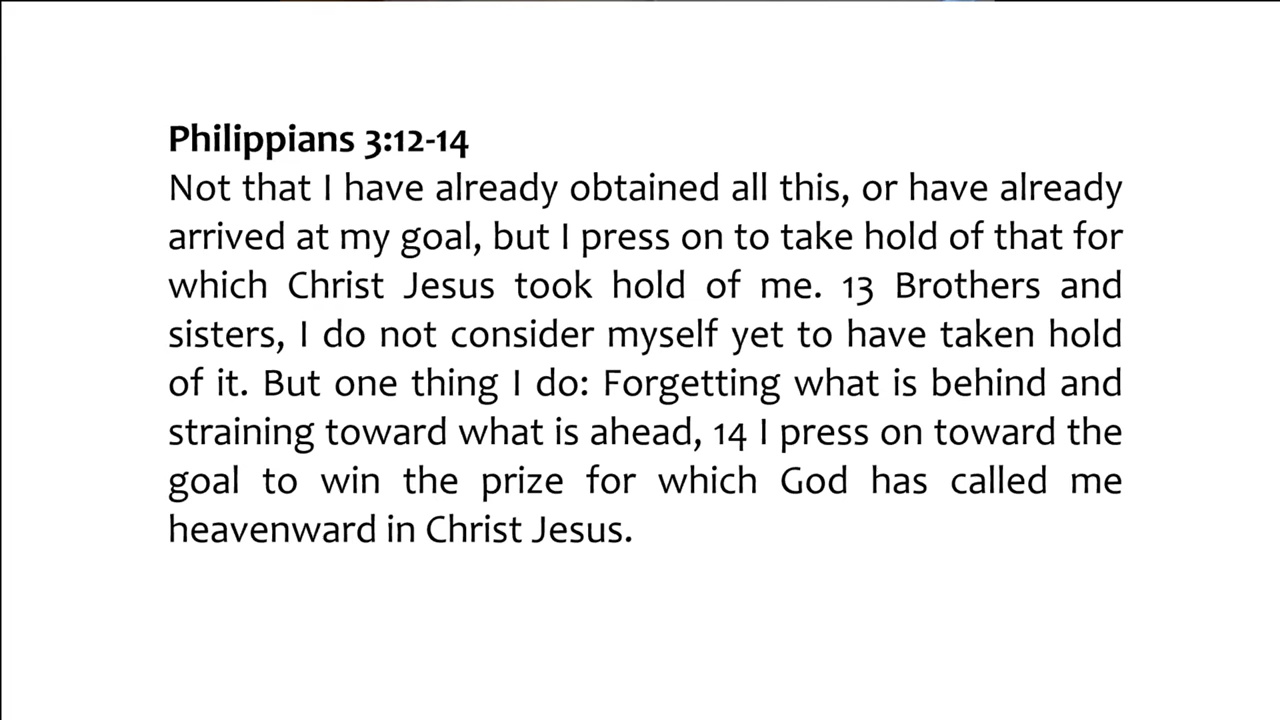 Philippians 3:12-14
Not that I have already obtained all this, or have already
arrived at my goal, but I press on to take hold of that for
which Christ Jesus took hold of me. 13 Brothers and
sisters, I do not consider myself yet to have taken hold
of it. But one thing I do: Forgetting what is behind and
straining toward what is ahead, 14 I press on toward the
goal to win the prize for which God has called me
heavenward in Christ Jesus.